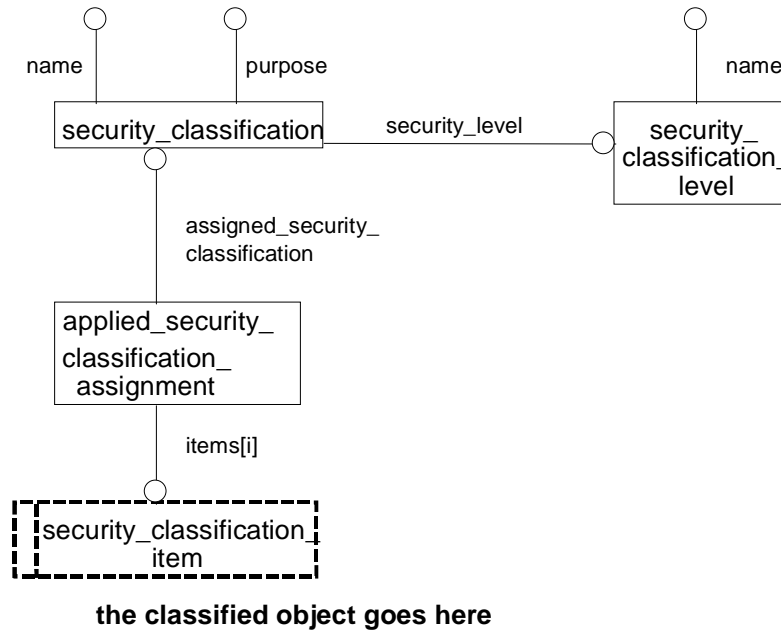 name
purpose
name
security_classification
security_level
security_
classification_
level
assigned_security_
classification
applied_security_
classification_
assignment
items[i]
security_classification_
item
the classified object goes here